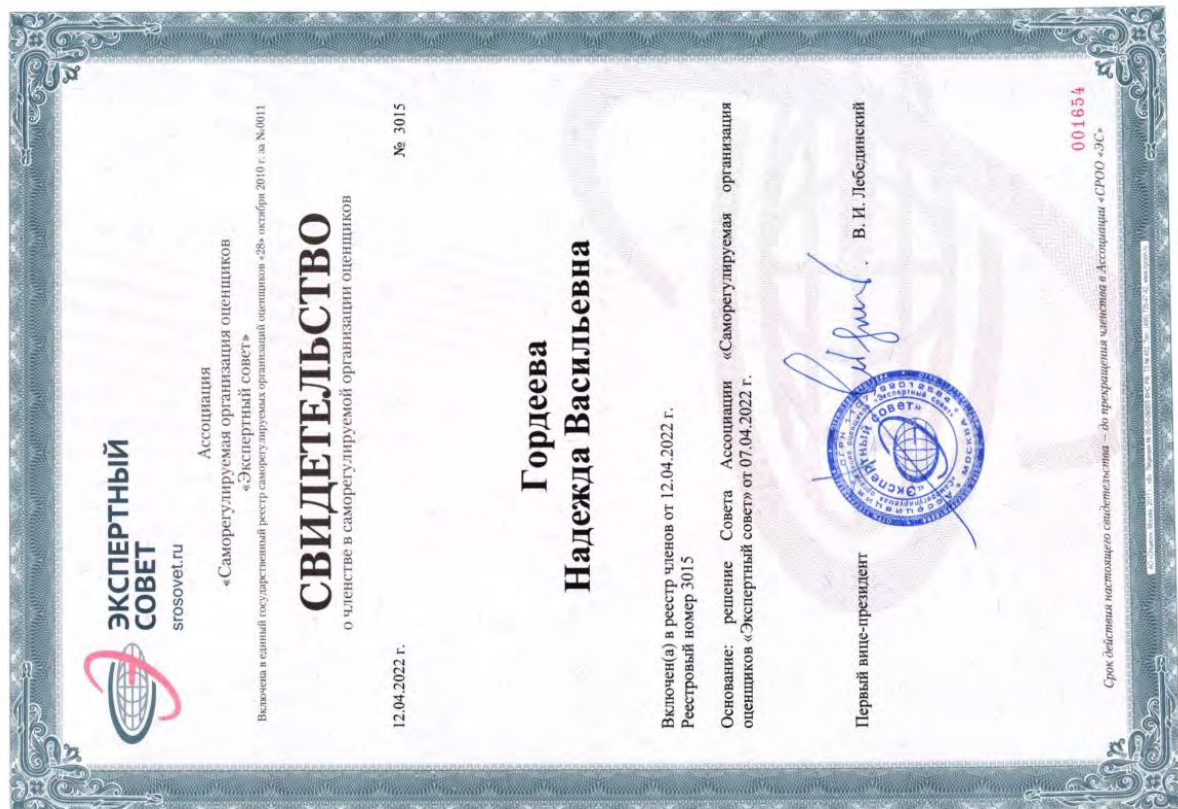 ЭКСПЕРТНЫЙ
СОВЕТ
srosovet.ru
Ассоциация
«Саморегулируемая организация оценщиков
«Экспертный совет»
Включена в единый государственный реестр саморегулируемых организаций оценщиков «28» октября 2010 г. за №0011
СВИДЕТЕЛЬСТВО
о членстве в саморегулируемой организации оценщиков
12.04.2022 г. № 3015
Гордеева
Надежда Васильевна
Включен(а) в реестр членов от 12.04.2022 г.
Реестровый номер 3015
Основание: решение Совета Ассоциации «Саморегулируемая организация
оценщиков «Экспертный совет» от 07.04.2022 г.
Первый вице-президент В. И. Лебединский
«Экспертный совет»
МОСКВА
001654
Срок действия настоящего свидетельства – до прекращения членства в Ассоциации «СРОО «ЭС»